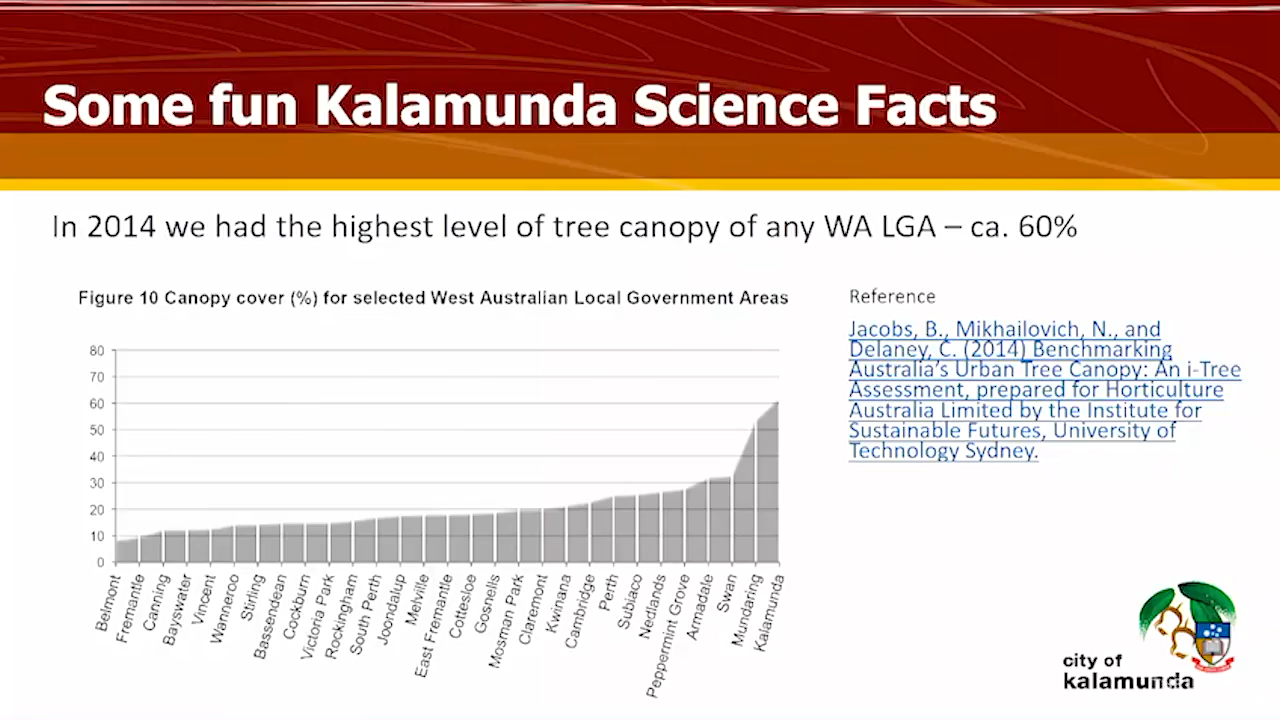 Some fun Kalamunda Science Facts
In 2014 we had the highest level of tree canopy of any WA LGA – ca. 60%
Figure 10 Canopy cover (%) for selected West Australian Local Government Areas
80
70
60
50
40
30
20
10
0
Belmont
Fremantle
Canning
Bayswater
Vincent
Wanneroo
Stirling
Bassendean
Cockburn
Victoria Park
Rockingham
South Perth
Joondalup
Melville
East Fremantle
Cottesloe
Gosnells
Mosman Park
Claremont
Kwinana
Cambridge
Perth
Subiaco
Nedlands
Peppermint Grove
Armadale
Swan
Mundaring
Kalamunda
Reference
Jacobs, B., Mikhailovich, N., and
Delaney, C. (2014) Benchmarking
Australia's Urban Tree Canopy: An i-Tree
Assessment, prepared for Horticulture
Australia Limited by the Institute for
Sustainable Futures, University of
Technology Sydney.
city of
kalamunda